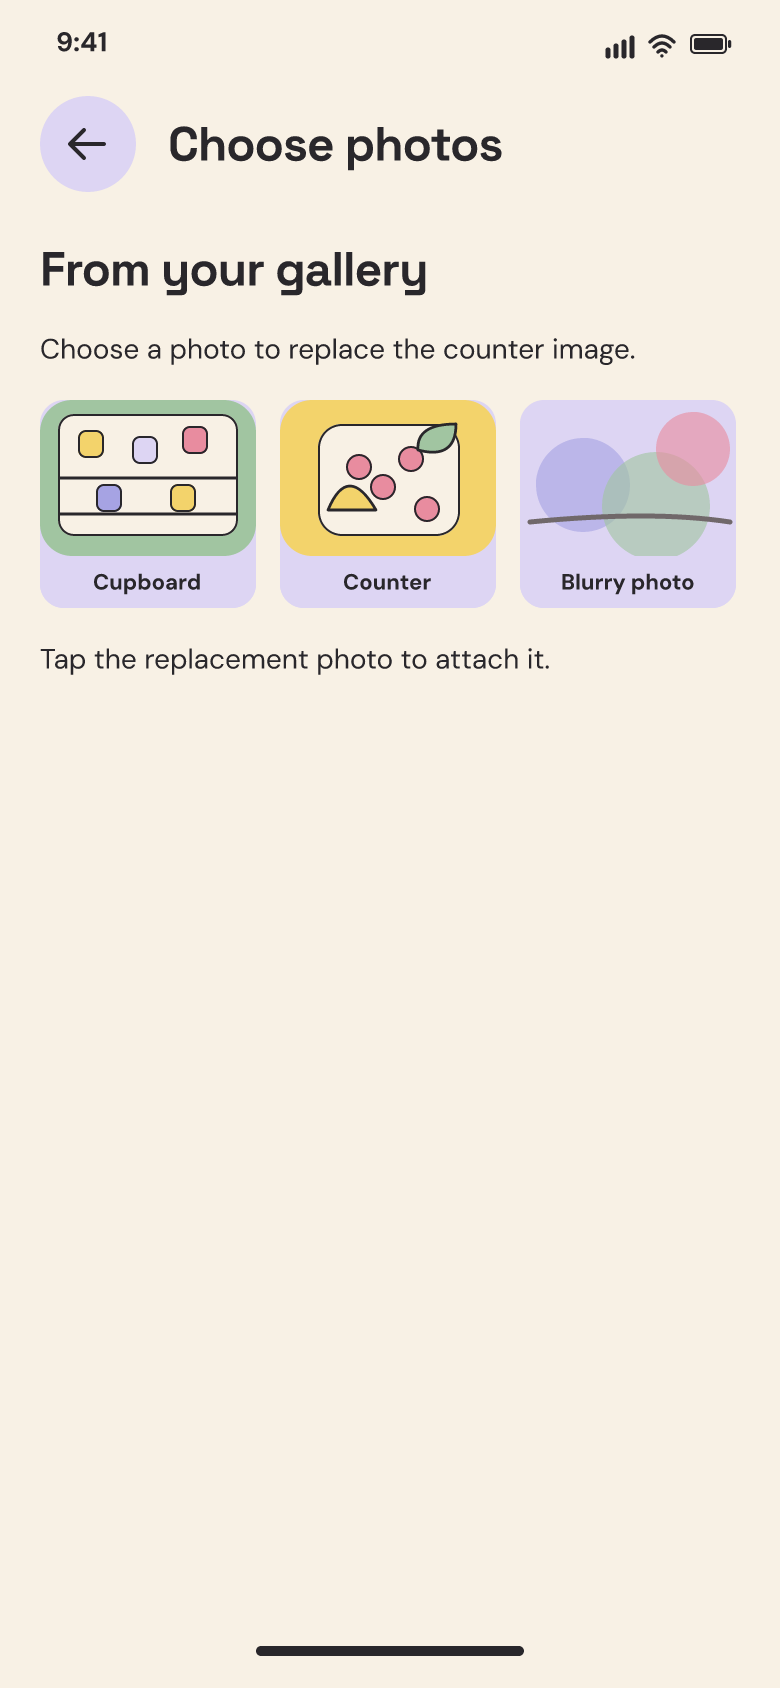 9:41
Choose photos
From your gallery
Choose a photo to replace the counter image.
Cupboard
Counter
Blurry photo
Tap the replacement photo to attach it.